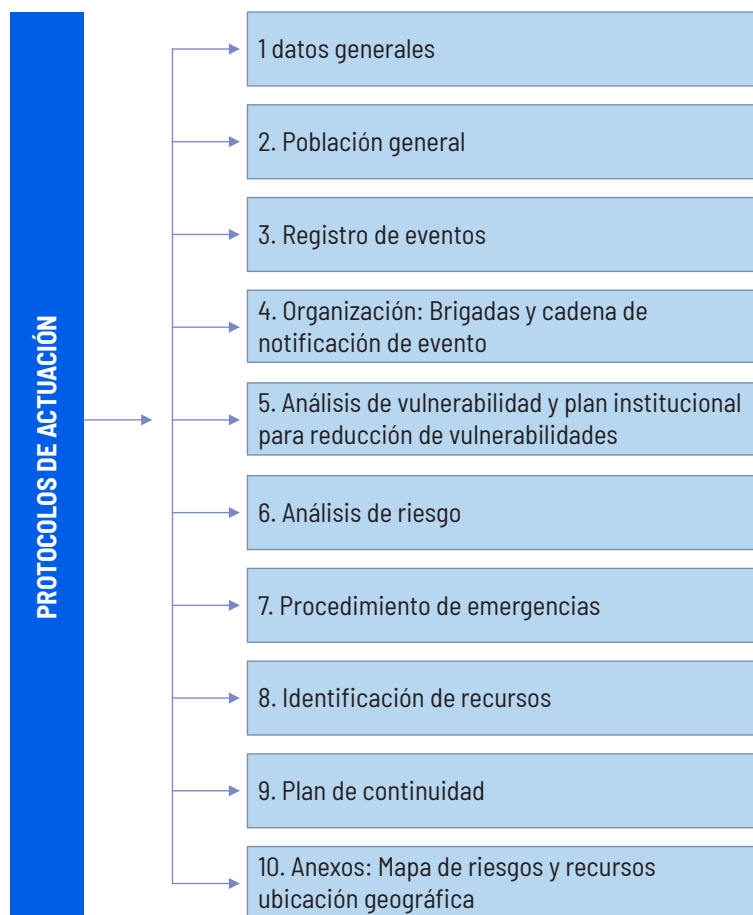 PROTOCOLOS DE ACTUACIÓN
1 datos generales
2. Población general
3. Registro de eventos
4. Organización: Brigadas y cadena de
notificación de evento
5. Análisis de vulnerabilidad y plan institucional
para reducción de vulnerabilidades
6. Análisis de riesgo
7. Procedimiento de emergencias
8. Identificación de recursos
9. Plan de continuidad
10. Anexos: Mapa de riesgos y recursos
ubicación geográfica